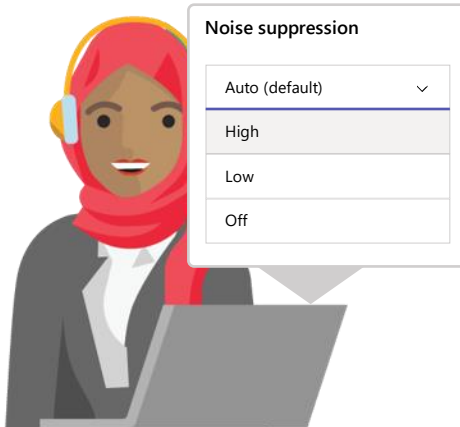 Noise suppression
Auto (default)
High
Low
Off